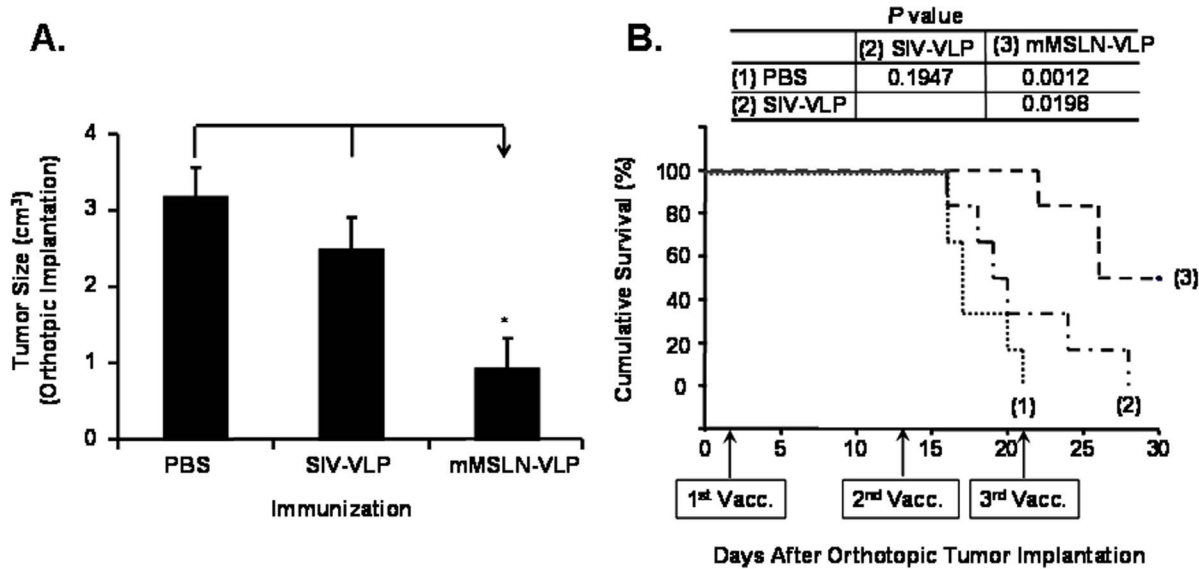 A.
Tumor Size (cm³)
(Orthotpic Implantation)
4
3
2
1
0
*
PBS
SIV-VLP
mMSLN-VLP
Immunization
B.
P value
(2) SIV-VLP
(3) mMSLN-VLP
(1) PBS
0.1947
0.0012
(2) SIV-VLP
0.0198
Cumulative Survival (%)
100
80
60
40
20
0
(3)
(1)
(2)
0
5
10
15
20
25
30
1st Vacc.
2nd Vacc.
3rd Vacc.
Days After Orthotopic Tumor Implantation